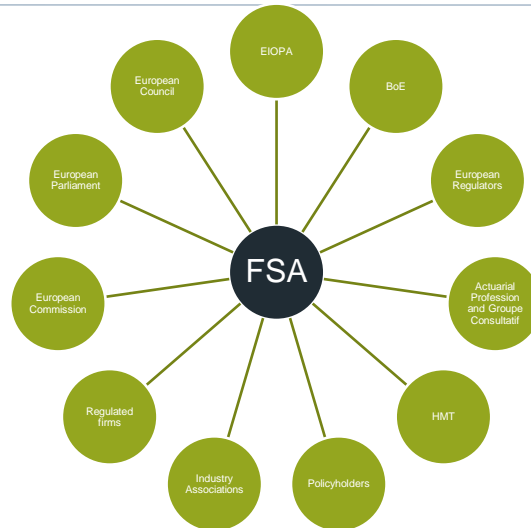 EIOPA
BoE
European
Regulators
Actuarial
Profession
and Groupe
Consultatif
HMT
Policyholders
Industry
Associations
Regulated
firms
European
Commission
European
Parliament
European
Council
FSA